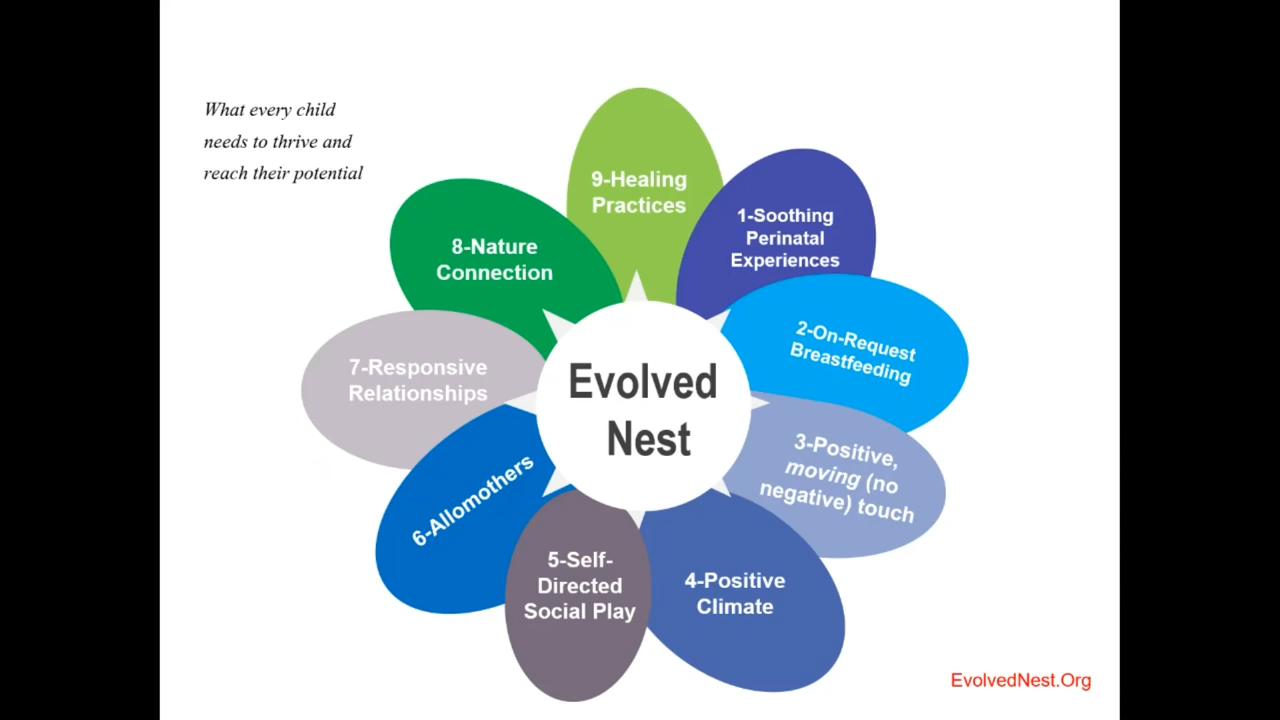 What every child
needs to thrive and
reach their potential
9-Healing
Practices
1-Soothing
Perinatal
Experiences
2-On-Request
Breastfeeding
3-Positive,
moving (no
negative) touch
4-Positive
Climate
5-Self-
Directed
Social Play
6-Allomothers
7-Responsive
Relationships
8-Nature
Connection
Evolved
Nest
EvolvedNest.Org